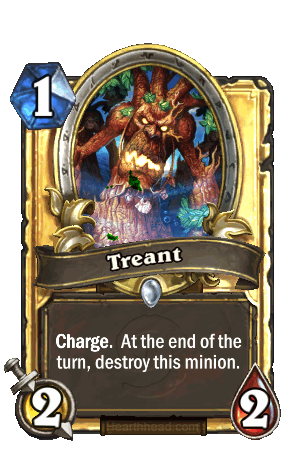 1
Treant
Charge. At the end of the
turn, destroy this minion.
2
2
Hearthhead.com